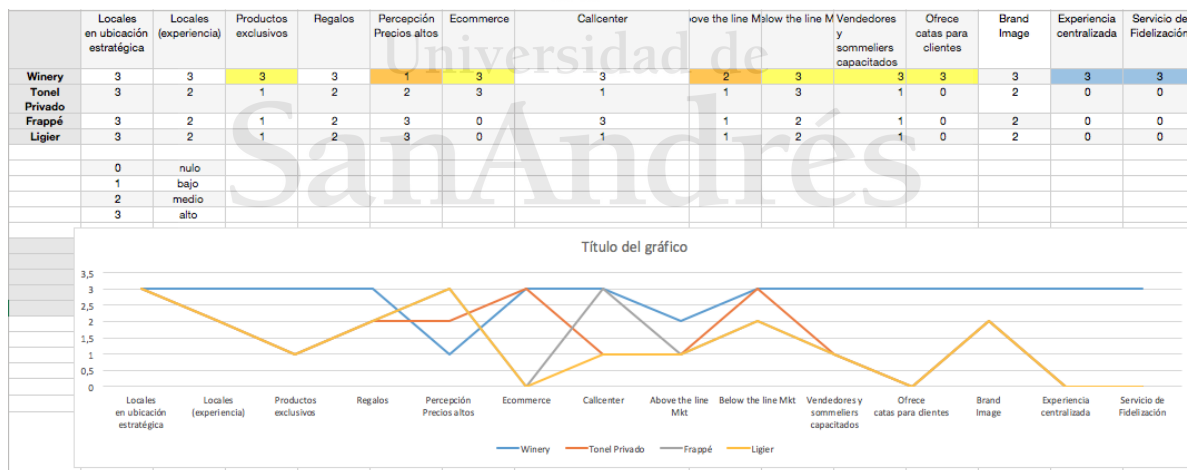 Locales en ubicación estratégica
Locales (experiencia)
Productos exclusivos
Regalos
Percepción Precios altos
Ecommerce
Callcenter
ove the line M
low the line M
Vendedores y sommeliers capacitados
Ofrece catas para clientes
Brand Image
Experiencia centralizada
Servicio de Fidelización
Universidad de
SanAndrés
Winery 3 3 3 3 1 3 3 2 3 3 3 3 3 3
Tonel Privado 3 2 1 2 2 3 1 1 3 1 0 2 0 0
Frappé 3 2 1 2 3 0 3 1 2 1 0 2 0 0
Ligier 3 2 1 2 3 0 1 1 2 1 0 2 0 0
0 nulo
1 bajo
2 medio
3 alto
Título del gráfico
3,5
3
2,5
2
1,5
1
0,5
0
Locales en ubicación estratégica
Locales (experiencia)
Productos exclusivos
Regalos
Percepción Precios altos
Ecommerce
Callcenter
Above the line Mkt
Below the line Mkt
Vendedores y sommeliers capacitados
Ofrece catas para clientes
Brand Image
Experiencia centralizada
Servicio de Fidelización
Winery Tonel Privado Frappé Ligier